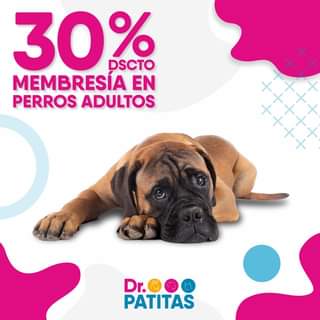 30%
DSCTO
MEMBRESÍA EN
PERROS ADULTOS
Dr.
PATITAS